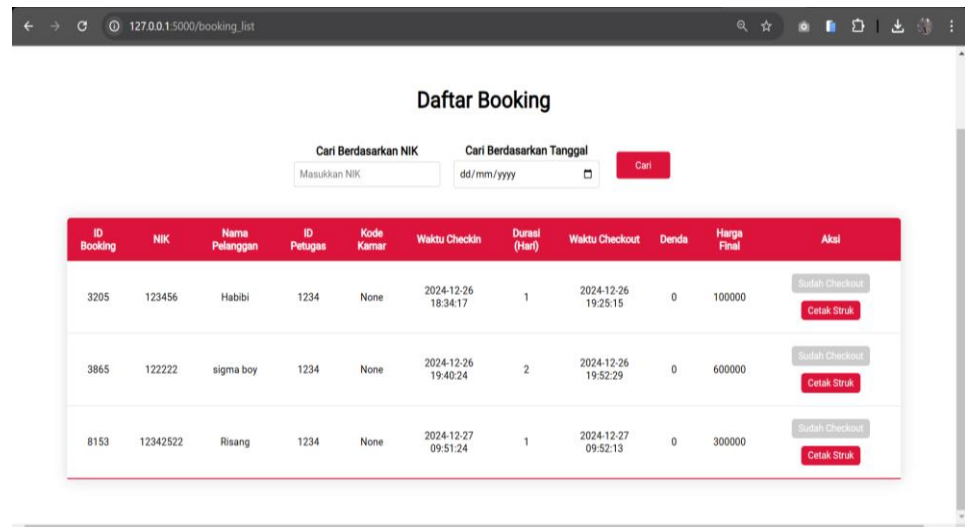 127.0.0.1:5000/booking_list
Daftar Booking
Cari Berdasarkan NIK
Cari Berdasarkan Tanggal
Masukkan NIK
dd/mm/yyyy
Cari
ID Booking NIK Nama Pelanggan ID Petugas Kode Kamar Waktu Checkin Durasi (Hari) Waktu Checkout Denda Harga Final Aksi
3205 123456 Habibi 1234 None 2024-12-26 18:34:17 1 2024-12-26 19:25:15 0 100000 Sudah Checkout
Cetak Struk
3865 122222 sigma boy 1234 None 2024-12-26 19:40:24 2 2024-12-26 19:52:29 0 600000 Sudah Checkout
Cetak Struk
8153 12342522 Risang 1234 None 2024-12-27 09:51:24 1 2024-12-27 09:52:13 0 300000 Sudah Checkout
Cetak Struk